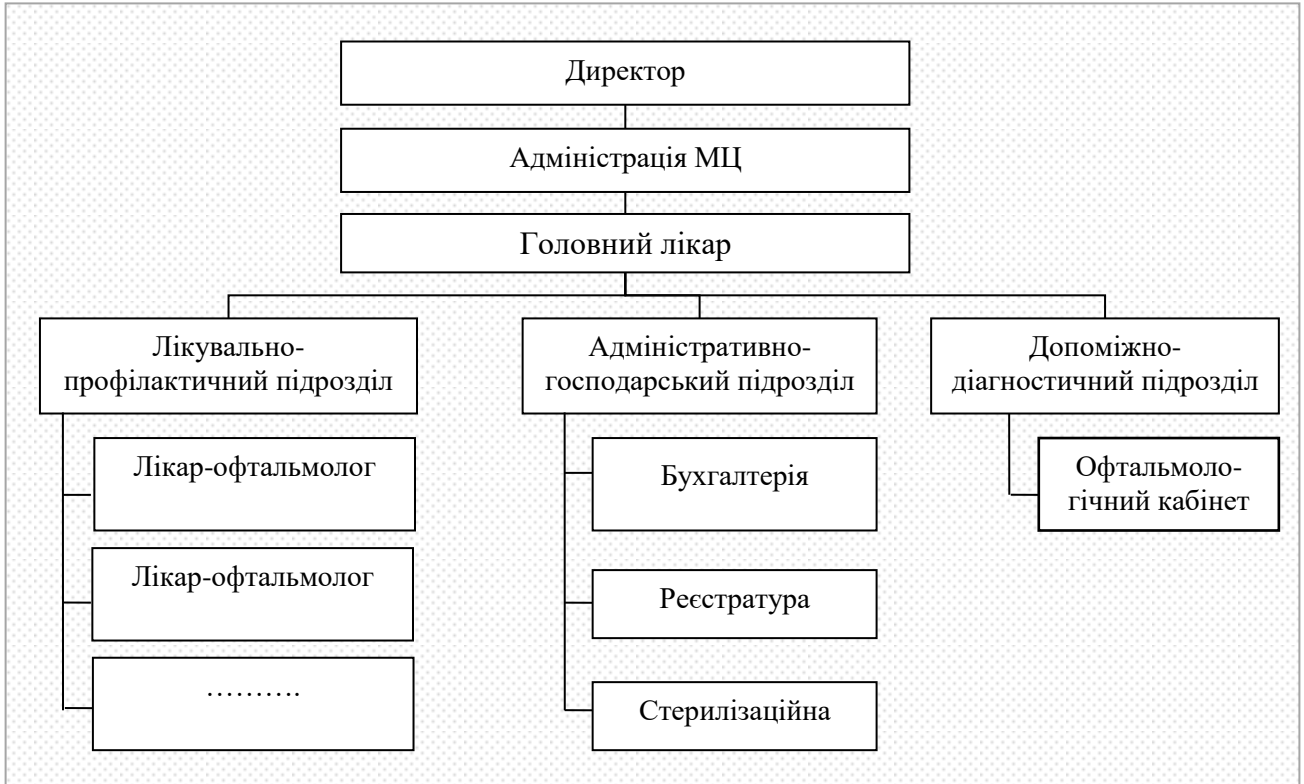 Директор
Адміністрація МЦ
Головний лікар
Лікувально-
профілактичний підрозділ
Адміністративно-
господарський підрозділ
Допоміжно-
діагностичний підрозділ
Лікар-офтальмолог
Лікар-офтальмолог
……….
Бухгалтерія
Реєстратура
Стерилізаційна
Офтальмоло-
гічний кабінет